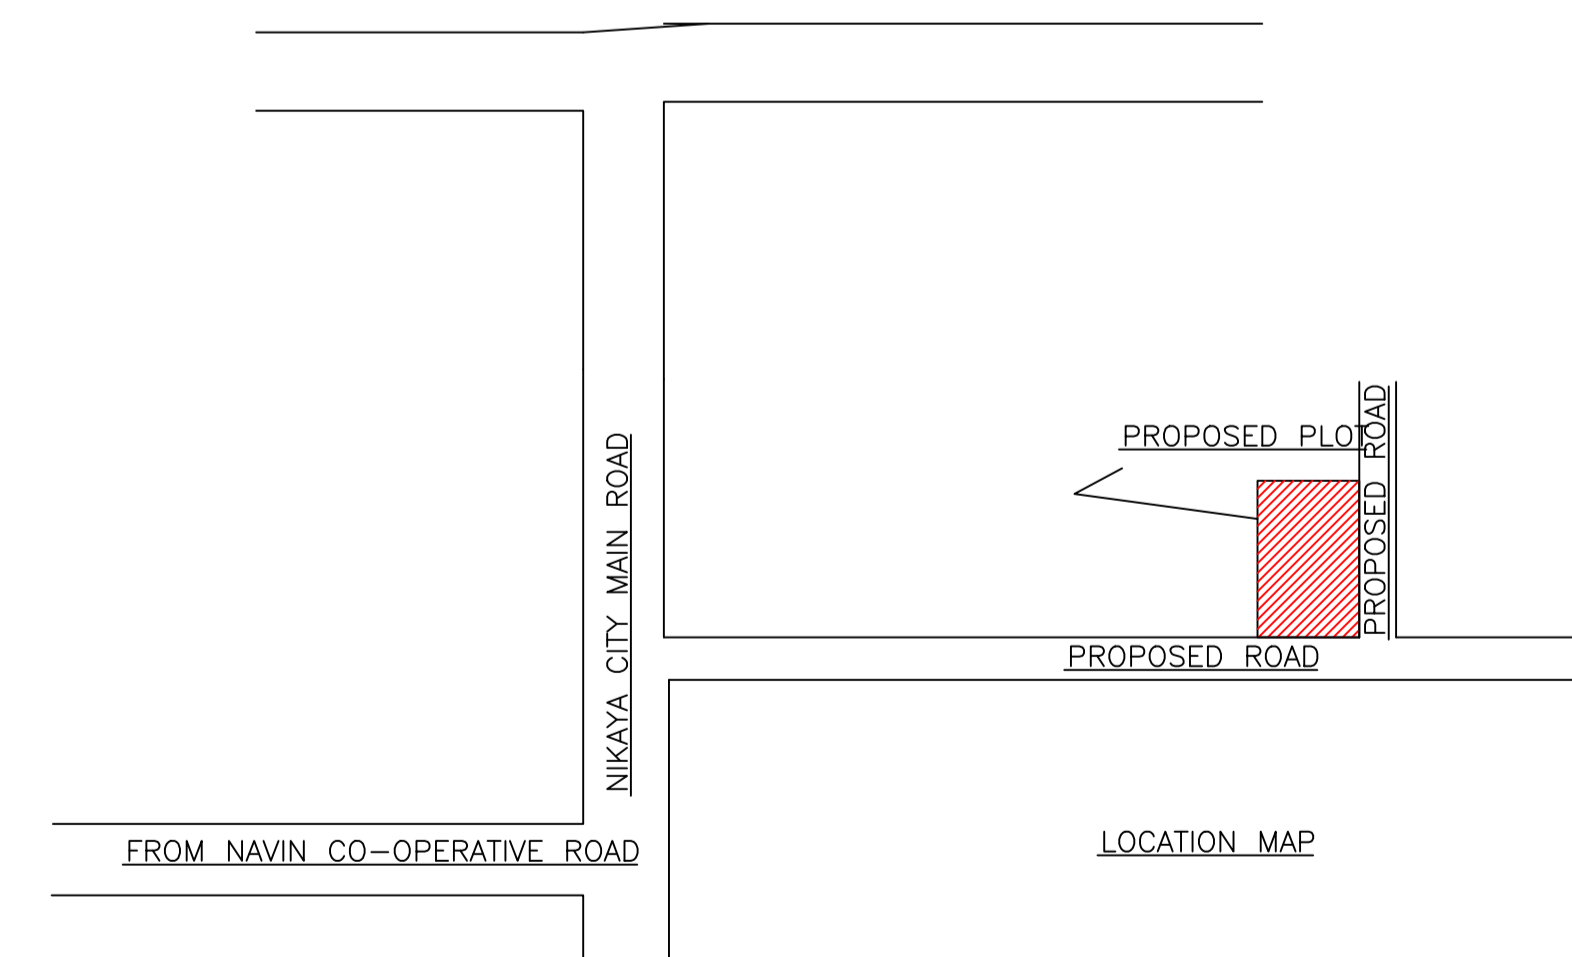 PROPOSED PLOT
PROPOSED ROAD
NIKAYA CITY MAIN ROAD
PROPOSED ROAD
FROM NAVIN CO-OPERATIVE ROAD
LOCATION MAP